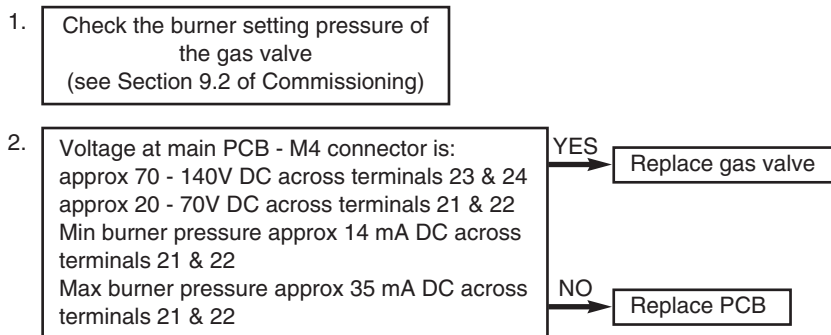 1.
Check the burner setting pressure of
the gas valve
(see Section 9.2 of Commissioning)
2.
Voltage at main PCB - M4 connector is:
approx 70 - 140V DC across terminals 23 & 24
approx 20 - 70V DC across terminals 21 & 22
Min burner pressure approx 14 mA DC across
terminals 21 & 22
Max burner pressure approx 35 mA DC across
terminals 21 & 22
YES
Replace gas valve
NO
Replace PCB